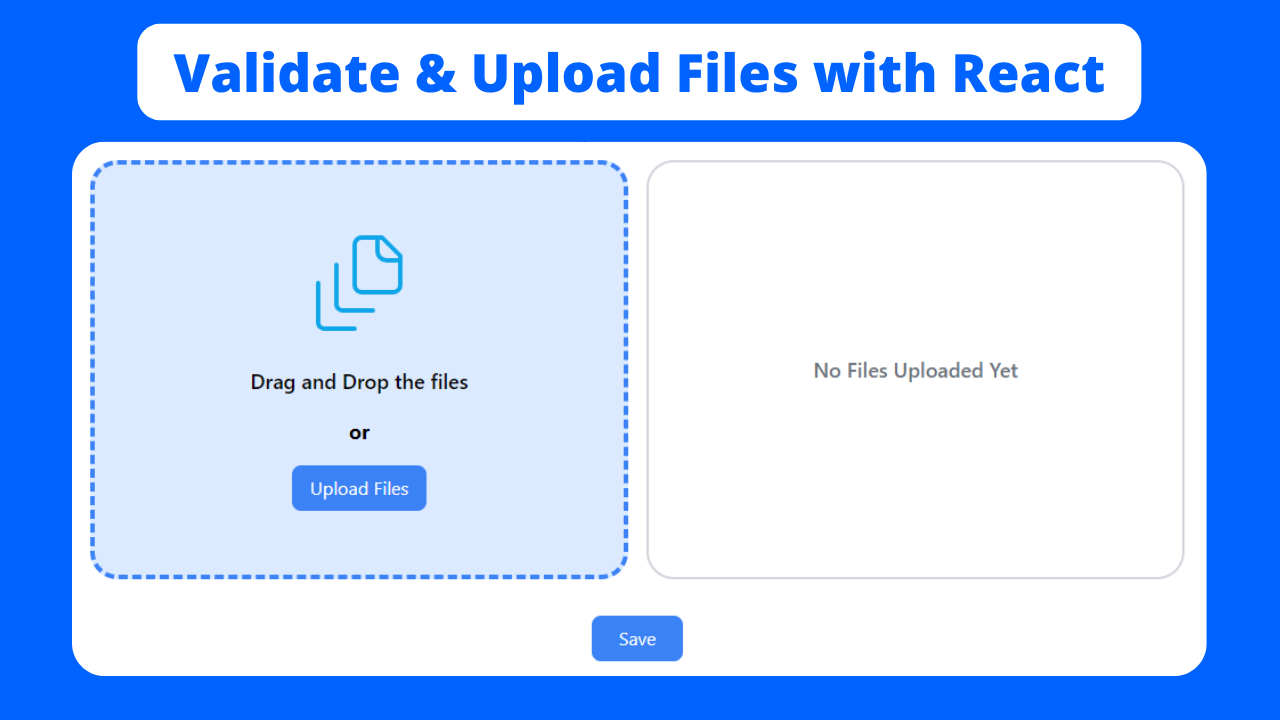 Validate & Upload Files with React
Drag and Drop the files
or
Upload Files
No Files Uploaded Yet
Save